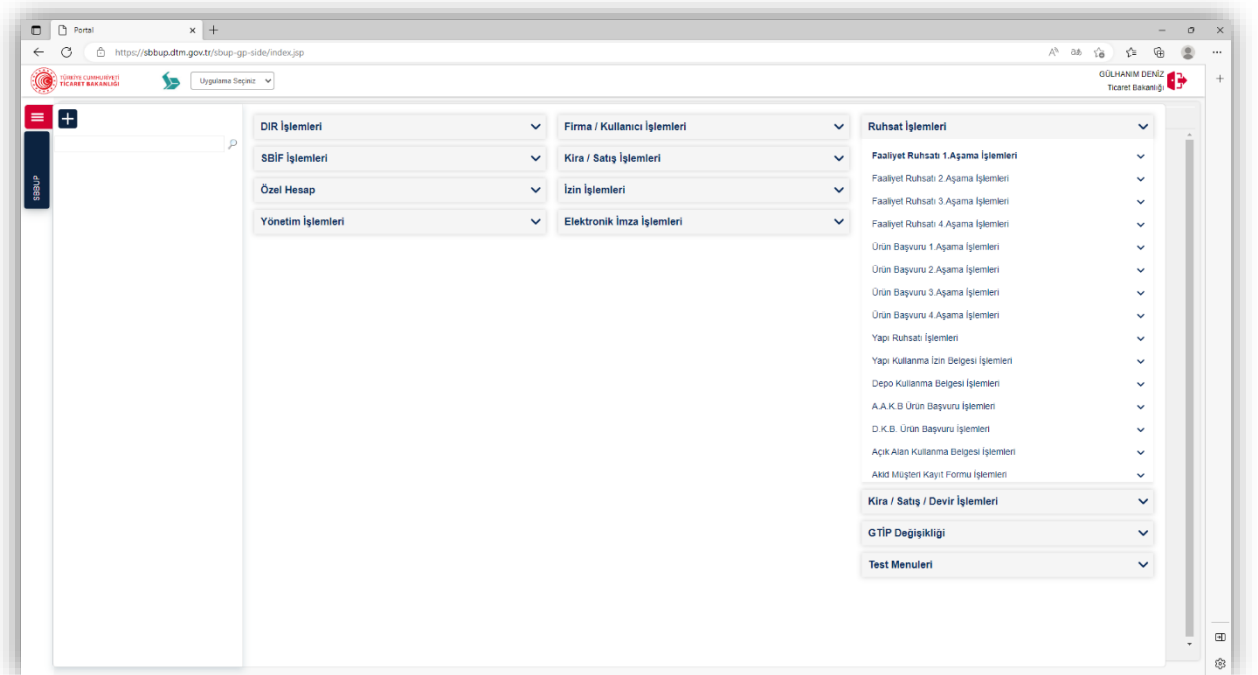 Portal
https://sbbup.dtm.gov.tr/sbup-gp-side/index.jsp
TÜRKİYE CUMHURİYETİ
TİCARET BAKANLIĞI
Uygulama Seçiniz
GÜLHANIM DENİZ
Ticaret Bakanlığı
SBBUP
DIR İşlemleri
SBİF İşlemleri
Özel Hesap
Yönetim İşlemleri
Firma / Kullanıcı İşlemleri
Kira / Satış İşlemleri
İzin İşlemleri
Elektronik İmza İşlemleri
Ruhsat İşlemleri
Faaliyet Ruhsatı 1.Aşama İşlemleri
Faaliyet Ruhsatı 2.Aşama İşlemleri
Faaliyet Ruhsatı 3.Aşama İşlemleri
Faaliyet Ruhsatı 4.Aşama İşlemleri
Ürün Başvuru 1.Aşama İşlemleri
Ürün Başvuru 2.Aşama İşlemleri
Ürün Başvuru 3.Aşama İşlemleri
Ürün Başvuru 4.Aşama İşlemleri
Yapı Ruhsatı İşlemleri
Yapı Kullanma İzin Belgesi İşlemleri
Depo Kullanma Belgesi İşlemleri
A.A.K.B Ürün Başvuru İşlemleri
D.K.B. Ürün Başvuru İşlemleri
Açık Alan Kullanma Belgesi İşlemleri
Akid Müşteri Kayıt Formu İşlemleri
Kira / Satış / Devir İşlemleri
GTİP Değişikliği
Test Menuleri